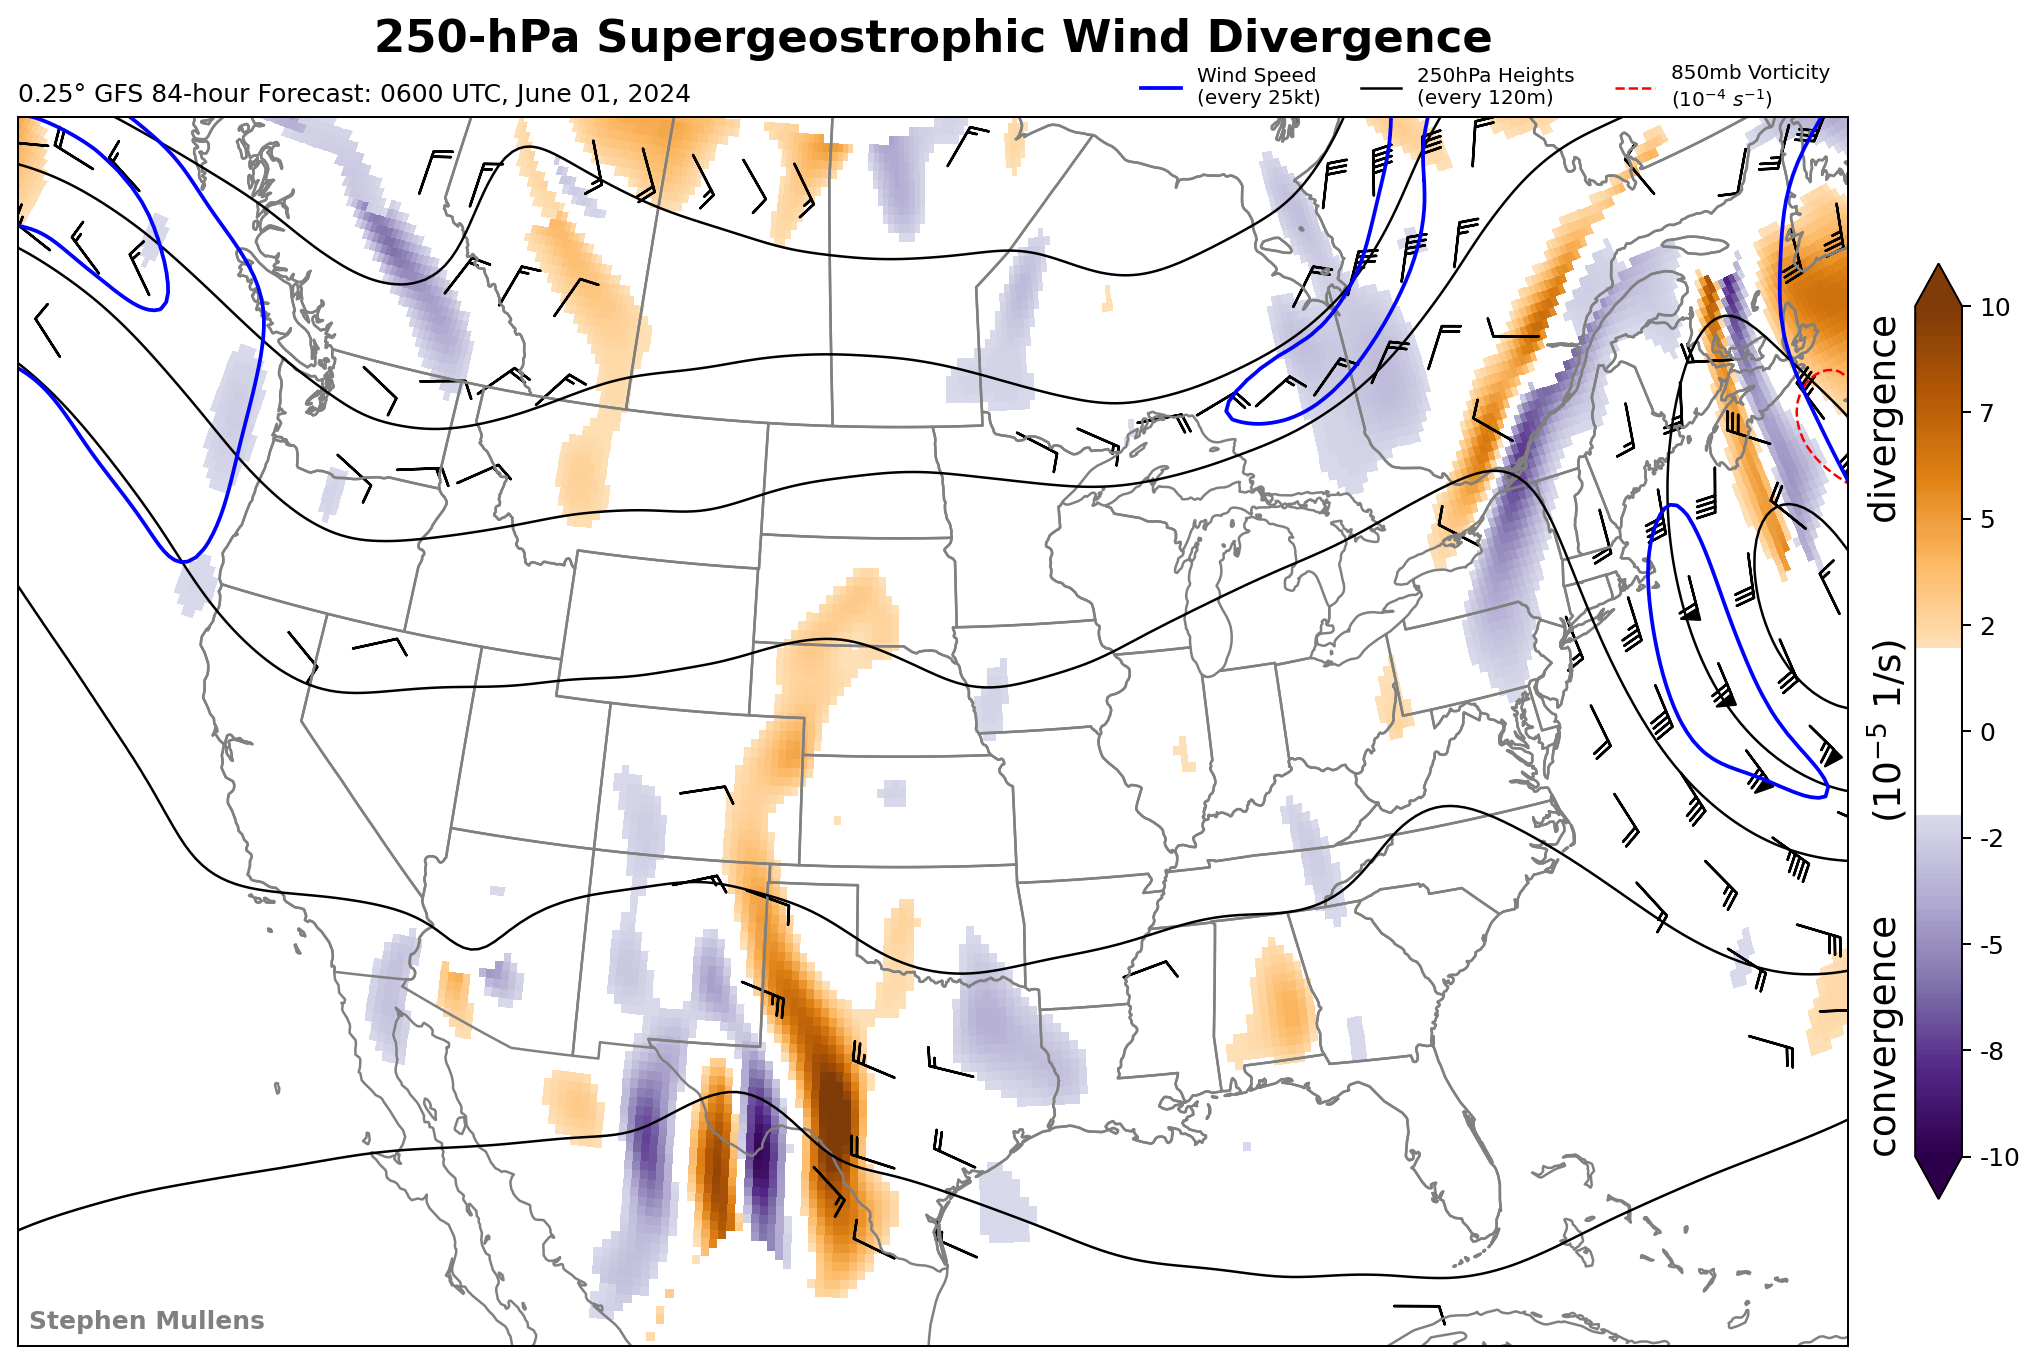 250-hPa Supergeostrophic Wind Divergence
0.25° GFS 84-hour Forecast: 0600 UTC, June 01, 2024
Wind Speed
(every 25kt)
250hPa Heights
(every 120m)
850mb Vorticity
(10⁻⁴ s⁻¹)
10
7
5
2
0
-2
-5
-8
-10
convergence (10⁻⁵ 1/s) divergence
Stephen Mullens